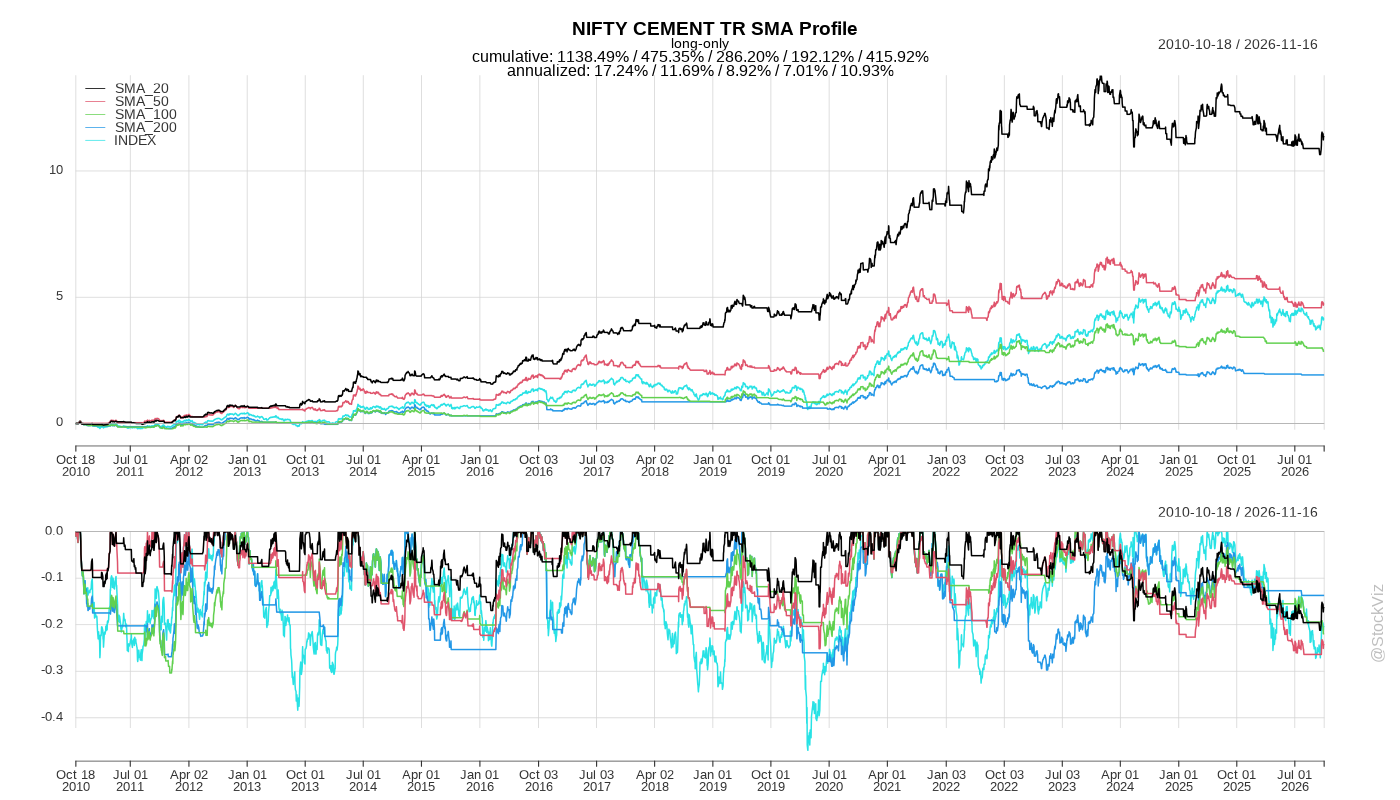 NIFTY CEMENT TR SMA Profile
long-only
cumulative: 1138.49% / 475.35% / 286.20% / 192.12% / 415.92%
annualized: 17.24% / 11.69% / 8.92% / 7.01% / 10.93%
2010-10-18 / 2026-11-16
SMA_20
SMA_50
SMA_100
SMA_200
INDEX
10
5
0
Oct 18 Jul 01 Apr 02 Jan 01 Oct 01 Jul 01 Apr 01 Jan 01 Oct 03 Jul 03 Apr 02 Jan 01 Oct 01 Jul 01 Apr 01 Jan 03 Oct 03 Jul 03 Apr 01 Jan 01 Oct 01 Jul 01
2010 2011 2012 2013 2013 2014 2015 2016 2016 2017 2018 2019 2019 2020 2021 2022 2022 2023 2024 2025 2025 2026
2010-10-18 / 2026-11-16
0.0
-0.1
-0.2
-0.3
-0.4
Oct 18 Jul 01 Apr 02 Jan 01 Oct 01 Jul 01 Apr 01 Jan 01 Oct 03 Jul 03 Apr 02 Jan 01 Oct 01 Jul 01 Apr 01 Jan 03 Oct 03 Jul 03 Apr 01 Jan 01 Oct 01 Jul 01
2010 2011 2012 2013 2013 2014 2015 2016 2016 2017 2018 2019 2019 2020 2021 2022 2022 2023 2024 2025 2025 2026
@StockViz